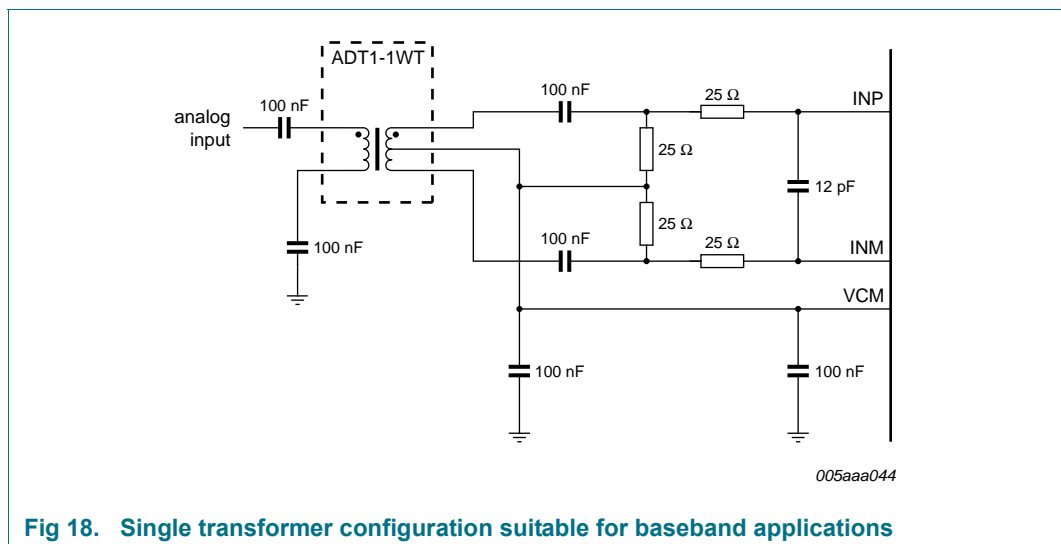 ADT1-1WT
100 nF
100 nF
25 Ω
INP
analog
input
25 Ω
12 pF
25 Ω
100 nF
100 nF
25 Ω
INM
VCM
100 nF
100 nF
005aaa044
Fig 18. Single transformer configuration suitable for baseband applications